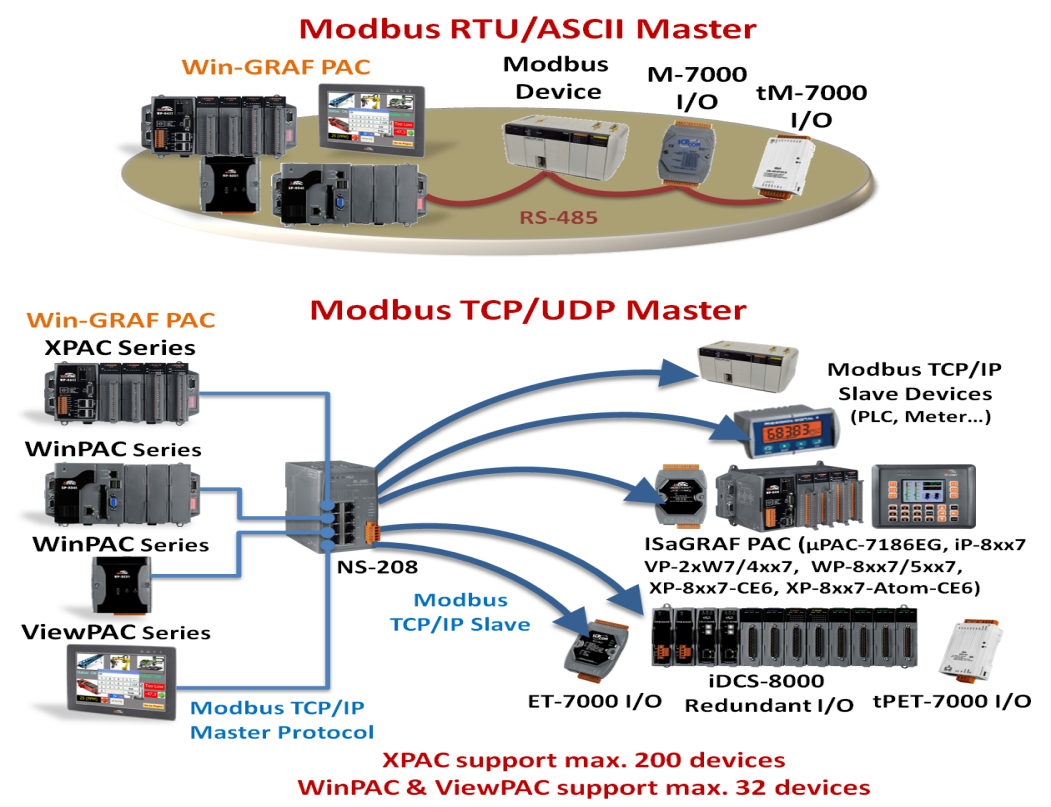 Modbus RTU/ASCII Master
Win-GRAF PAC
Modbus
Device
M-7000
I/O
tM-7000
I/O
RS-485
Modbus TCP/UDP Master
Win-GRAF PAC
XPAC Series
WinPAC Series
WinPAC Series
ViewPAC Series
NS-208
Modbus
TCP/IP Slave
Modbus TCP/IP
Master Protocol
Modbus TCP/IP
Slave Devices
(PLC, Meter...)
68383
ISaGRAF PAC (µPAC-7186EG, iP-8xx7
VP-2xW7/4xx7, WP-8xx7/5xx7,
XP-8xx7-CE6, XP-8xx7-Atom-CE6)
ET-7000 I/O
iDCS-8000
Redundant I/O
tPET-7000 I/O
XPAC support max. 200 devices
WinPAC & ViewPAC support max. 32 devices